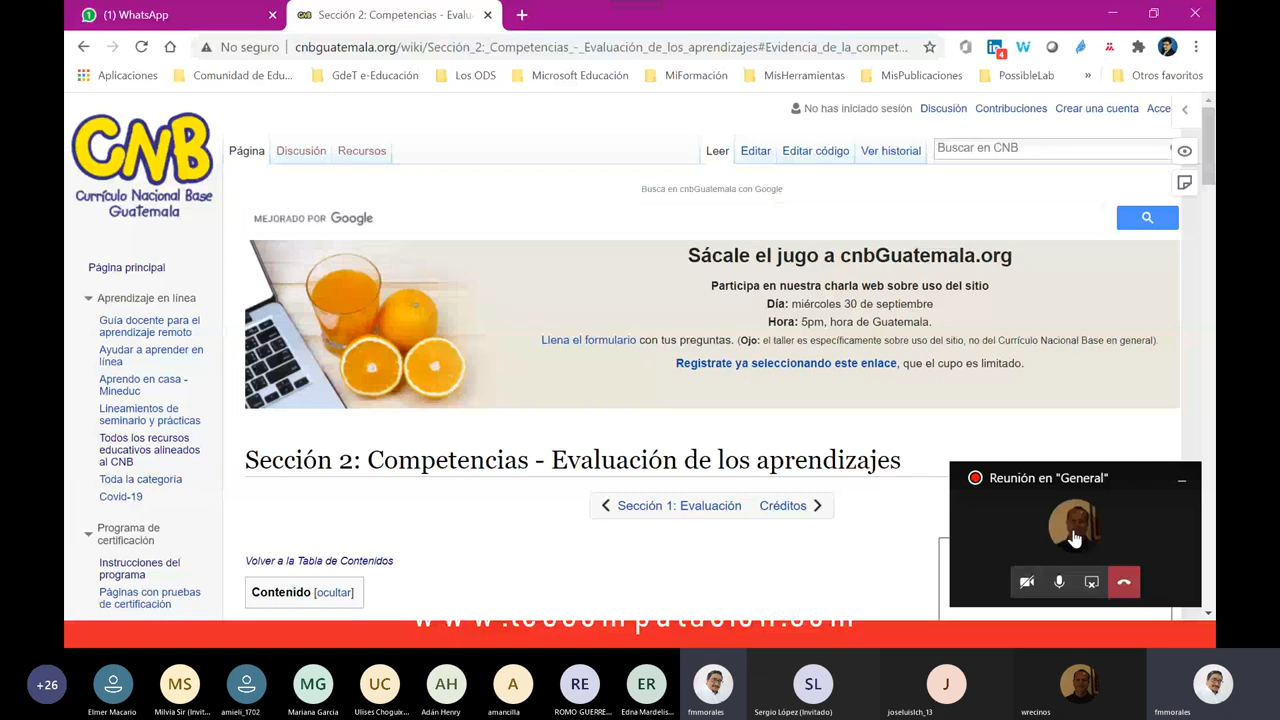 (1) WhatsApp
Sección 2: Competencias - Evalu
No seguro
cnbguatemala.org/wiki/Sección_2:_Competencias_-_Evaluación_de_los_aprendizajes#Evidencia_de_la_compet...
4
Aplicaciones
Comunidad de Edu...
GdeT e-Educación
Los ODS
Microsoft Educación
MiFormación
MisHerramientas
MisPublicaciones
PossibleLab
»
Otros favoritos
CNB
Currículo Nacional Base
Guatemala
No has iniciado sesión
Discusión
Contribuciones
Crear una cuenta
Acce
Página
Discusión
Recursos
Leer
Editar
Editar código
Ver historial
Buscar en CNB
Busca en cnbGuatemala con Google
MEJORADO POR Google
Sácale el jugo a cnbGuatemala.org
Participa en nuestra charla web sobre uso del sitio
Día: miércoles 30 de septiembre
Hora: 5pm, hora de Guatemala.
Llena el formulario con tus preguntas. (Ojo: el taller es específicamente sobre uso del sitio, no del Currículo Nacional Base en general).
Registrate ya seleccionando este enlace, que el cupo es limitado.
Página principal
Aprendizaje en línea
Guía docente para el
aprendizaje remoto
Ayudar a aprender en
línea
Aprendo en casa -
Mineduc
Lineamientos de
seminario y prácticas
Todos los recursos
educativos alineados
al CNB
Toda la categoría
Covid-19
Programa de
certificación
Instrucciones del
programa
Páginas con pruebas
de certificación
Sección 2: Competencias - Evaluación de los aprendizajes
Sección 1: Evaluación
Créditos
Volver a la Tabla de Contenidos
Contenido [ocultar]
Reunión en "General"
+26
Elmer Macario
MS
Milvia Sir (Invit...
amieli_1702
MG
Mariana Garcia
UC
Ulises Choguix...
AH
Adán Henry
A
amancilla
RE
ROMO GUERRE...
ER
Edna Mardelis...
fmmorales
SL
Sergio López (Invitado)
J
joseluislch_13
wrecinos
fmmorales